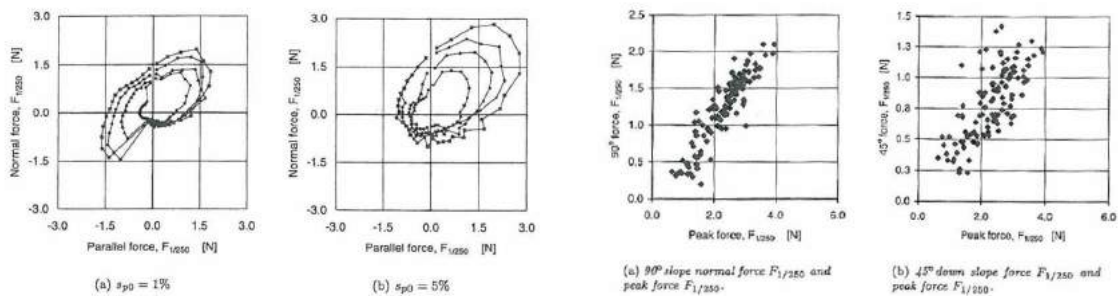 3.0
1.5
0.0
-1.5
-3.0
Normal force, F1/250 [N]
-3.0 -1.5 0.0 1.5 3.0
Parallel force, F1/250 [N]
(a) sp0 = 1%
3.0
1.5
0.0
-1.5
-3.0
Normal force, F1/250 [N]
-3.0 -1.5 0.0 1.5 3.0
Parallel force, F1/250 [N]
(b) sp0 = 5%
2.5
2.0
1.5
1.0
0.5
0.0
90° force, F1/250 [N]
0.0 2.0 4.0 6.0
Peak force, F1/250 [N]
(a) 90° slope normal force F1/250 and
peak force F1/250.
1.5
1.3
1.0
0.8
0.5
0.3
0.0
45° force, F1/250 [N]
0.0 2.0 4.0 6.0
Peak force, F1/250 [N]
(b) 45° down slope force F1/250 and
peak force F1/250.